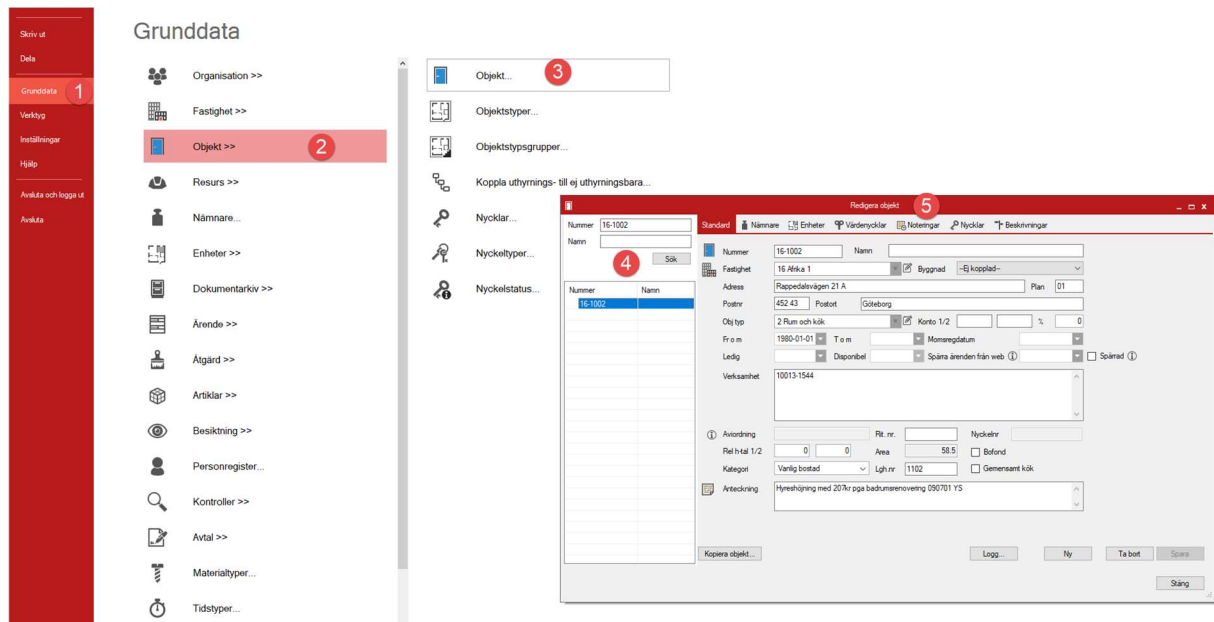 Skriv ut
Dela
Grunddata 1
Verktyg
Inställningar
Hjälp
Avsluta och logga ut
Avsluta
Grunddata
Organisation >>
Fastighet >>
Objekt >> 2
Resurs >>
Nämnare...
Enheter >>
Dokumentarkiv >>
Ärende >>
Åtgärd >>
Artiklar >>
Besiktning >>
Personregister...
Kontroller >>
Avtal >>
Materialtyper...
Tidstyper...
Objekt... 3
Objektstyper...
Objektstypsgrupper...
Koppla uthyrnings- till ej uthyrningsbara...
Nycklar...
Nyckeltyper...
Nyckelstatus...
Redigera objekt 5
Nummer 16-1002
Namn
4 Sök
Nummer Namn
16-1002
Standard Nämnare Enheter Värdenycklar Noteringar Nycklar Beskrivningar
Nummer 16-1002 Namn
Fastighet 16 Afrika 1 Byggnad --Ej kopplad--
Adress Rappedalsvägen 21 A Plan 01
Postnr 452 43 Postort Göteborg
Obj typ 2 Rum och kök Konto 1/2 % 0
Fr o m 1980-01-01 T o m Momsregdatum
Ledig Disponibel Spärra ärenden från web Spärrad
Verksamhet 10013-1544
Aviordning Rit. nr. Nyckelnr
Rel h-tal 1/2 0 0 Area 58.5 Bofond
Kategori Vanlig bostad Lgh.nr 1102 Gemensamt kök
Anteckning Hyreshöjning med 207kr pga badrumsrenovering 090701 YS
Kopiera objekt... Logg... Ny Ta bort Spara
Stäng